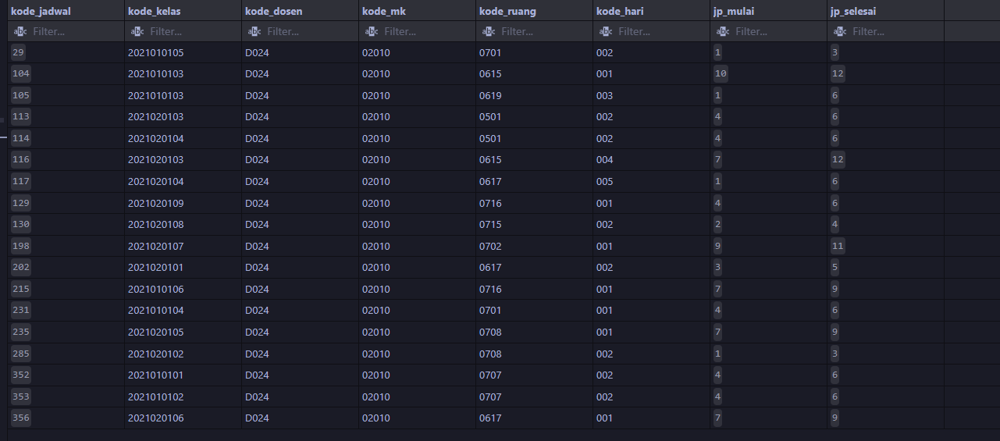 kode_jadwal kode_kelas kode_dosen kode_mk kode_ruang kode_hari jp_mulai jp_selesai
abc Filter... abc Filter... abc Filter... abc Filter... abc Filter... abc Filter... abc Filter... abc Filter...
29 2021010105 D024 02010 0701 002 1 3
104 2021010103 D024 02010 0615 001 10 12
105 2021010103 D024 02010 0619 003 1 6
113 2021020103 D024 02010 0501 002 4 6
114 2021020104 D024 02010 0501 002 4 6
116 2021020103 D024 02010 0615 004 7 12
117 2021020104 D024 02010 0617 005 1 6
129 2021020109 D024 02010 0716 001 4 6
130 2021020108 D024 02010 0715 002 2 4
198 2021020107 D024 02010 0702 001 9 11
202 2021020101 D024 02010 0617 002 3 5
215 2021010106 D024 02010 0716 001 7 9
231 2021010104 D024 02010 0701 001 4 6
235 2021020105 D024 02010 0708 001 7 9
285 2021020102 D024 02010 0708 002 1 3
352 2021010101 D024 02010 0707 002 4 6
353 2021010102 D024 02010 0707 002 4 6
356 2021020106 D024 02010 0617 001 7 9